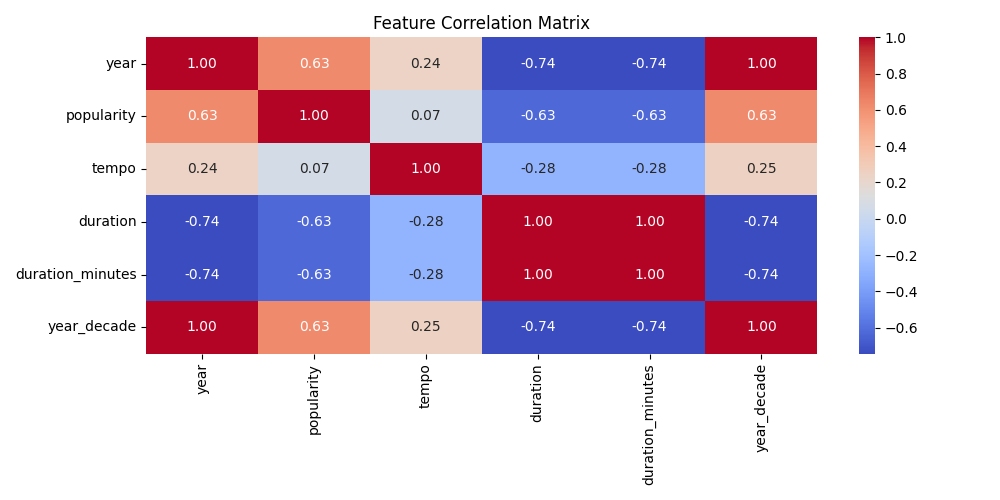 Feature Correlation Matrix
year 1.00 0.63 0.24 -0.74 -0.74 1.00
popularity 0.63 1.00 0.07 -0.63 -0.63 0.63
tempo 0.24 0.07 1.00 -0.28 -0.28 0.25
duration -0.74 -0.63 -0.28 1.00 1.00 -0.74
duration_minutes -0.74 -0.63 -0.28 1.00 1.00 -0.74
year_decade 1.00 0.63 0.25 -0.74 -0.74 1.00
year popularity tempo duration duration_minutes year_decade
1.0
0.8
0.6
0.4
0.2
0.0
−0.2
−0.4
−0.6